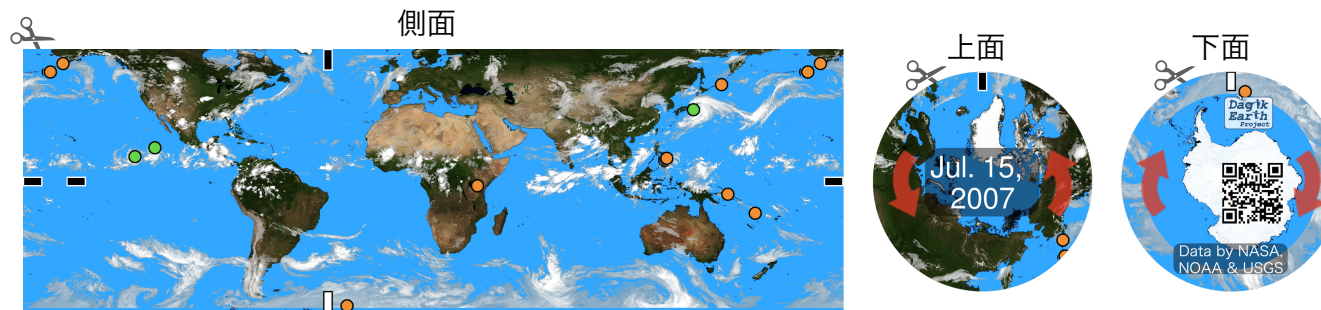 側面
上面
下面
Jul. 15,
2007
Dagik
Earth
Project
Data by NASA,
NOAA & USGS